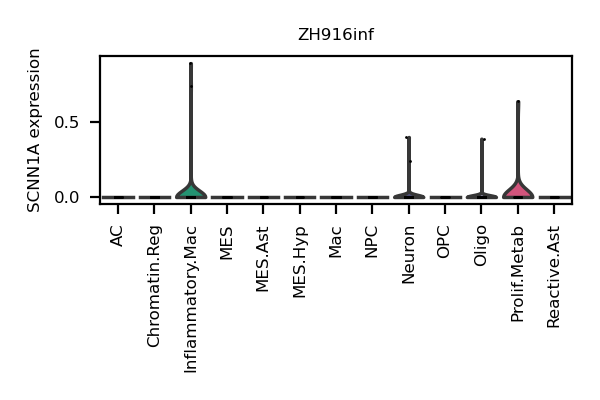 ZH916inf
SCNN1A expression
0.5
0.0
AC
Chromatin.Reg
Inflammatory.Mac
MES
MES.Ast
MES.Hyp
Mac
NPC
Neuron
OPC
Oligo
Prolif.Metab
Reactive.Ast